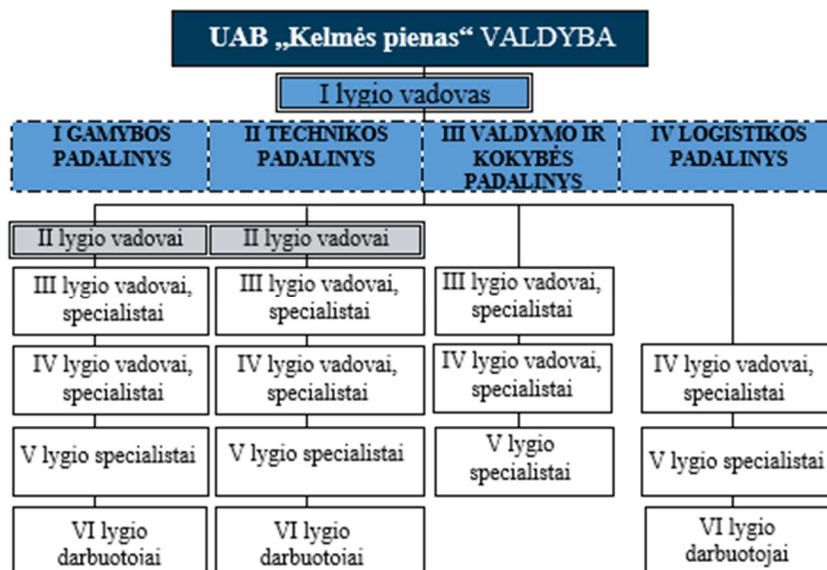 UAB „Kelmės pienas“ VALDYBA
I lygio vadovas
I GAMYBOS
PADALINYS
II TECHNIKOS
PADALINYS
III VALDYMO IR
KOKYBĖS
PADALINYS
IV LOGISTIKOS
PADALINYS
II lygio vadovai
II lygio vadovai
III lygio vadovai,
specialistai
III lygio vadovai,
specialistai
III lygio vadovai,
specialistai
IV lygio vadovai,
specialistai
IV lygio vadovai,
specialistai
IV lygio vadovai,
specialistai
IV lygio vadovai,
specialistai
V lygio specialistai
V lygio specialistai
V lygio
specialistai
V lygio specialistai
VI lygio
darbuotojai
VI lygio
darbuotojai
VI lygio
darbuotojai